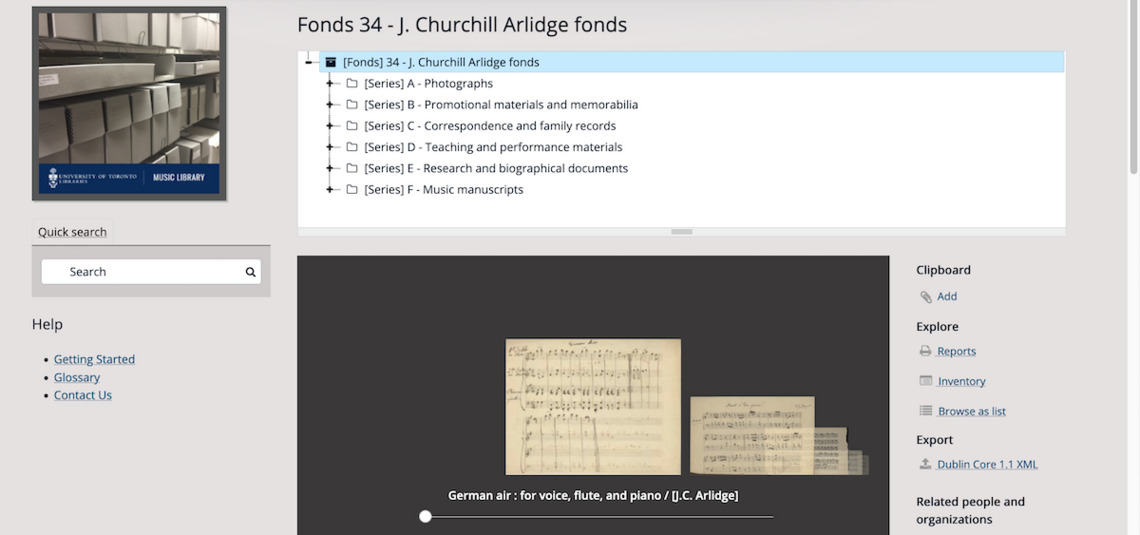 Fonds 34 - J. Churchill Arlidge fonds
[Fonds] 34 - J. Churchill Arlidge fonds
[Series] A - Photographs
[Series] B - Promotional materials and memorabilia
[Series] C - Correspondence and family records
[Series] D - Teaching and performance materials
[Series] E - Research and biographical documents
[Series] F - Music manuscripts
UNIVERSITY OF TORONTO
LIBRARIES
MUSIC LIBRARY
Quick search
Search
Help
Getting Started
Glossary
Contact Us
German air : for voice, flute, and piano / [J.C. Arlidge]
Clipboard
Add
Explore
Reports
Inventory
Browse as list
Export
Dublin Core 1.1 XML
Related people and
organizations